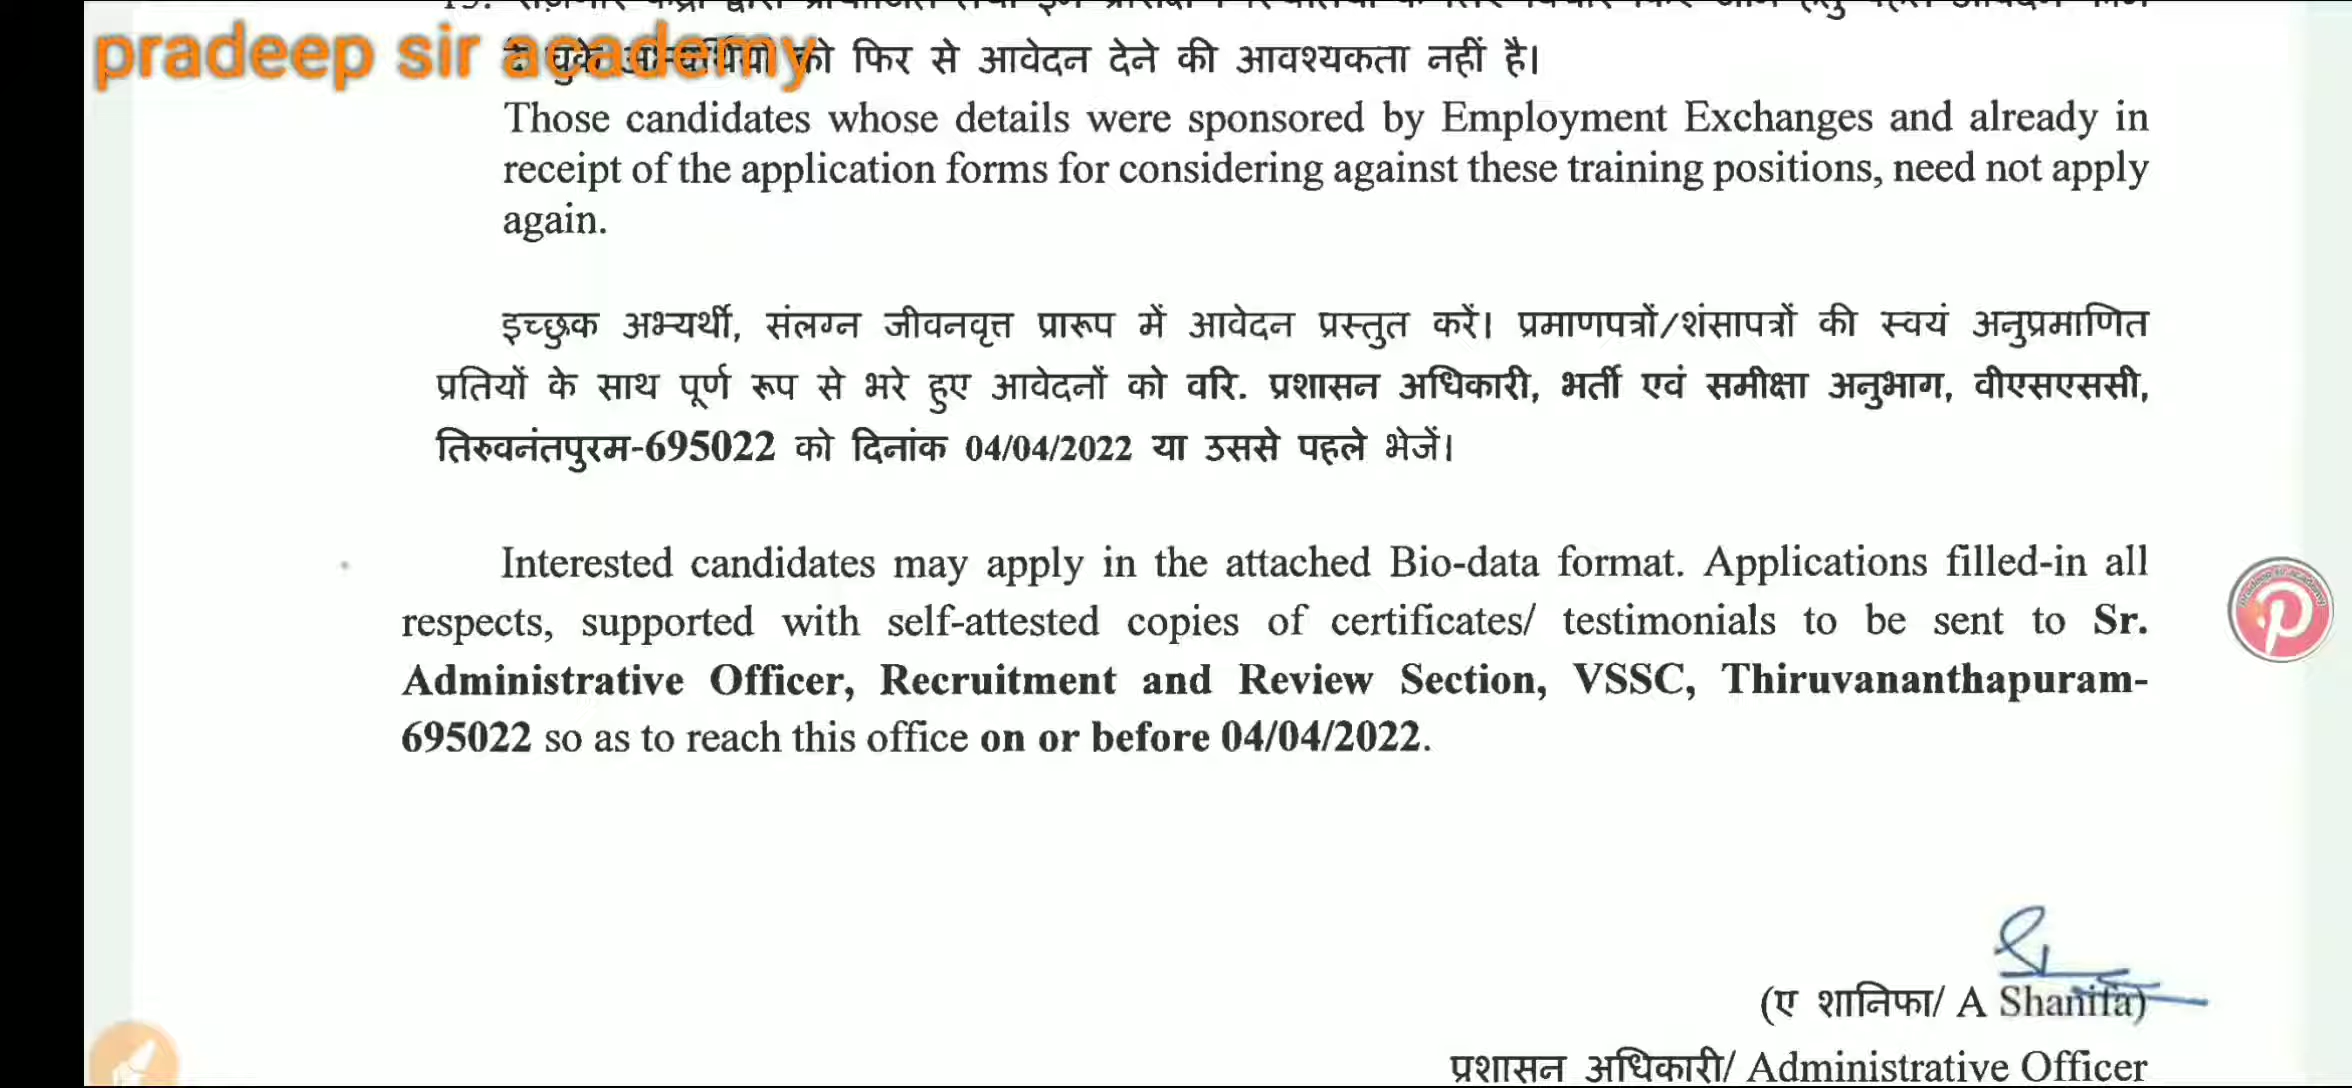 pradeep sir academy
को फिर से आवेदन देने की आवश्यकता नहीं है।
Those candidates whose details were sponsored by Employment Exchanges and already in
receipt of the application forms for considering against these training positions, need not apply
again.
इच्छुक अभ्यर्थी, संलग्न जीवनवृत्त प्रारूप में आवेदन प्रस्तुत करें। प्रमाणपत्रों/शंसापत्रों की स्वयं अनुप्रमाणित
प्रतियों के साथ पूर्ण रूप से भरे हुए आवेदनों को वरि. प्रशासन अधिकारी, भर्ती एवं समीक्षा अनुभाग, वीएसएससी,
तिरुवनंतपुरम-695022 को दिनांक 04/04/2022 या उससे पहले भेजें।
Interested candidates may apply in the attached Bio-data format. Applications filled-in all
respects, supported with self-attested copies of certificates/ testimonials to be sent to Sr.
Administrative Officer, Recruitment and Review Section, VSSC, Thiruvananthapuram-
695022 so as to reach this office on or before 04/04/2022.
(ए शानिफा/ A Shanifa)
प्रशासन अधिकारी/ Administrative Officer